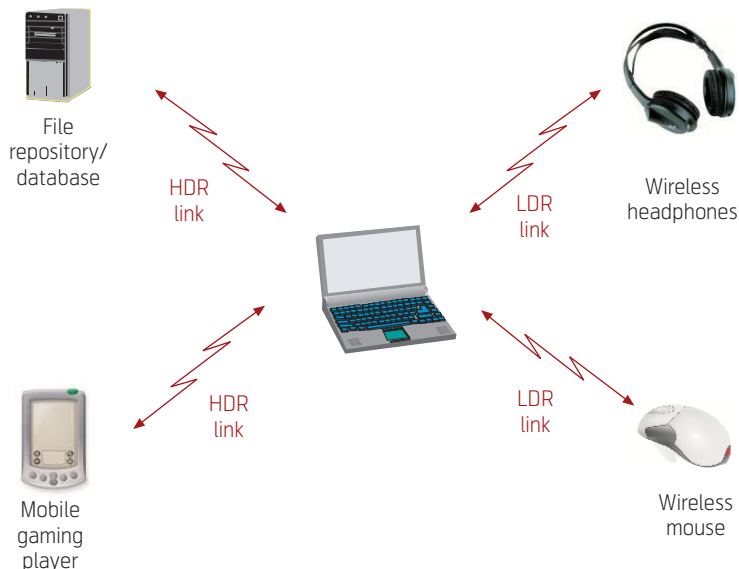 File
repository/
database
HDR
link
LDR
link
Wireless
headphones
HDR
link
LDR
link
Mobile
gaming
player
Wireless
mouse